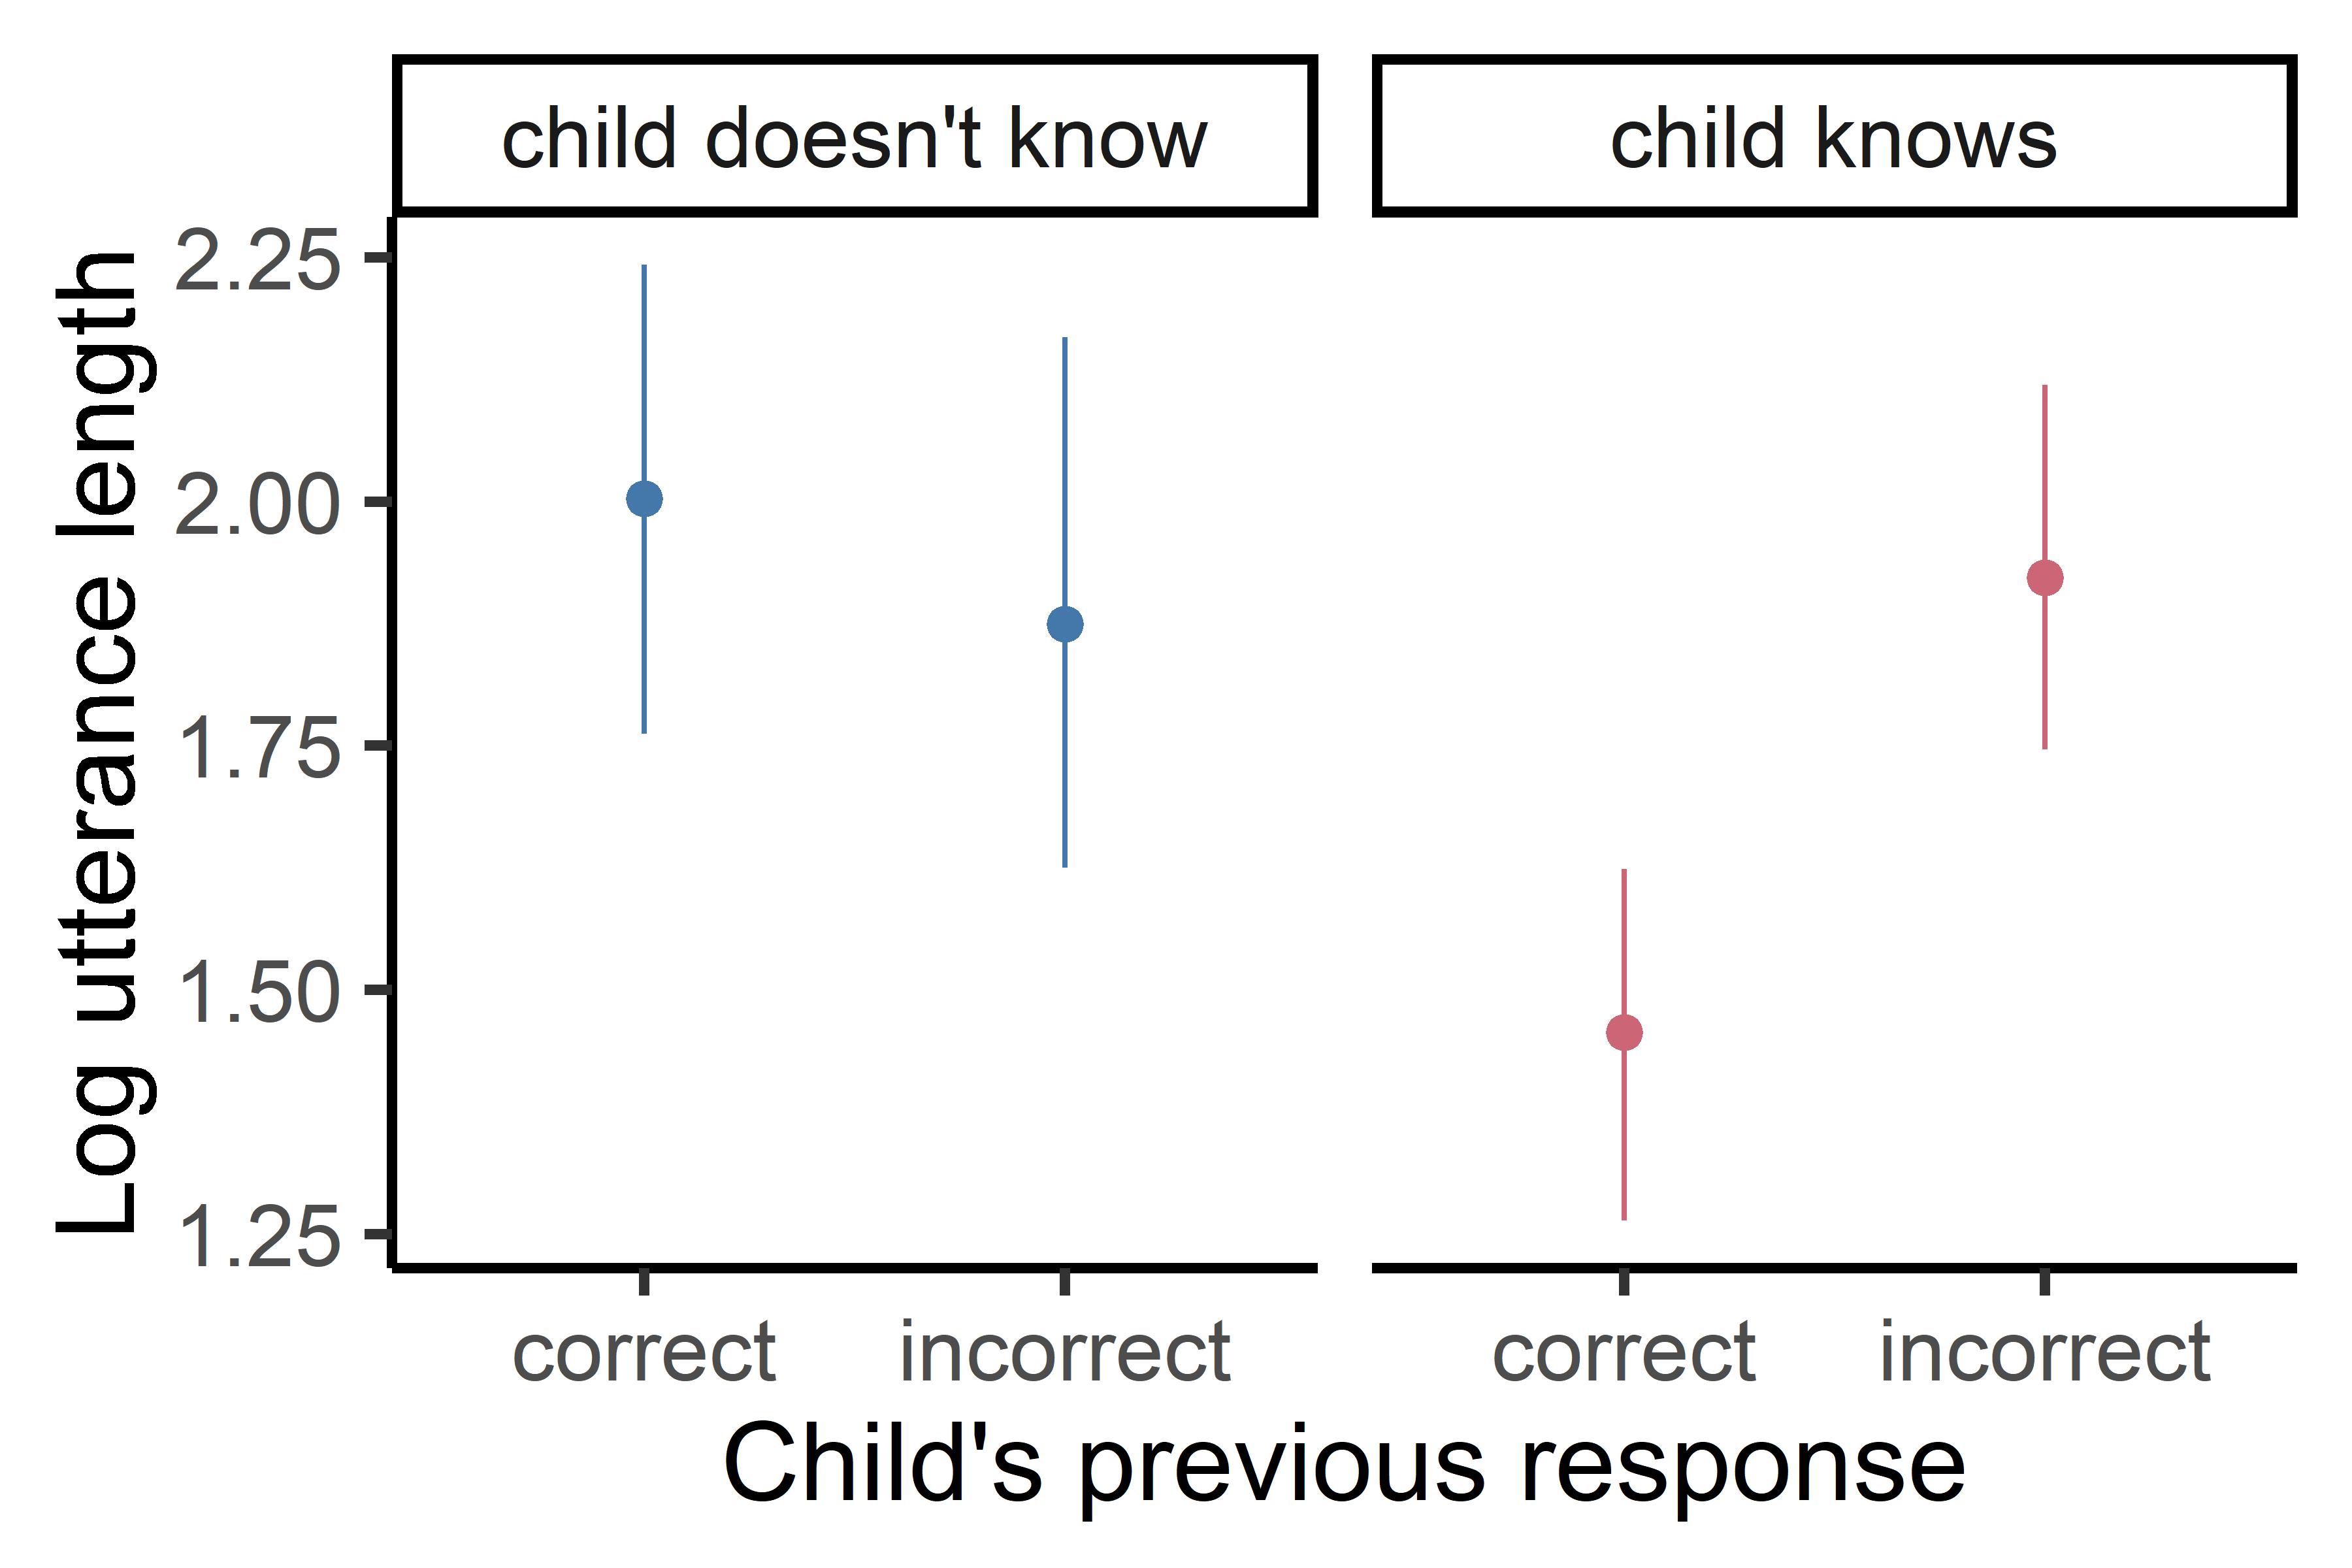 child doesn't know
child knows
Log utterance length
2.25
2.00
1.75
1.50
1.25
correct
incorrect
correct
incorrect
Child's previous response